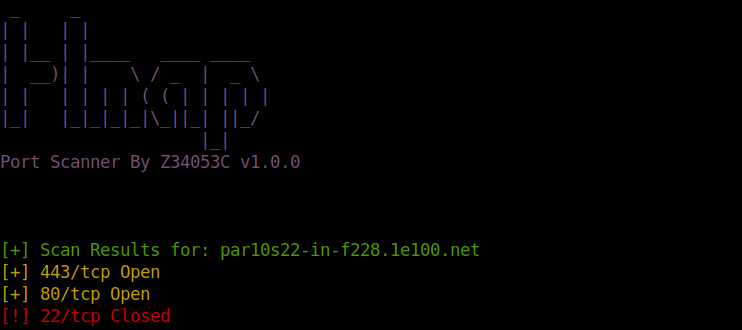 Port Scanner By Z34053C v1.0.0
[+] Scan Results for: par10s22-in-f228.1e100.net
[+] 443/tcp Open
[+] 80/tcp Open
[!] 22/tcp Closed